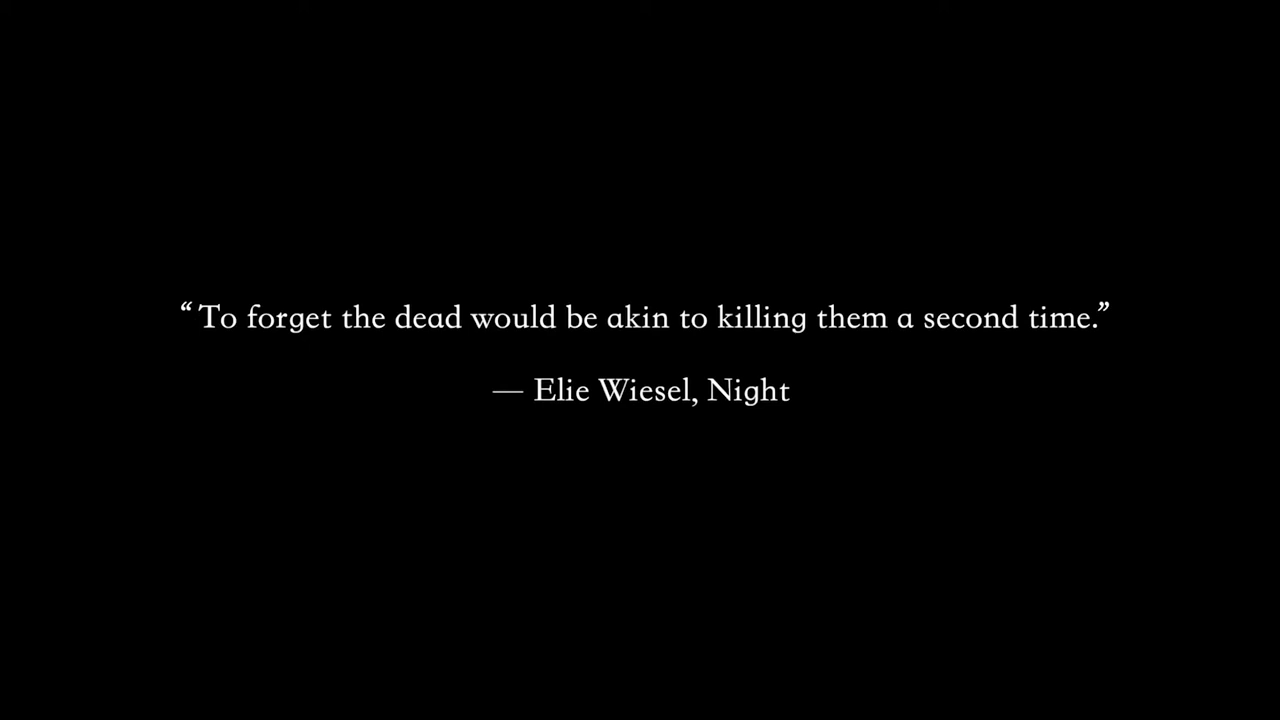 “To forget the dead would be akin to killing them a second time.”
— Elie Wiesel, Night